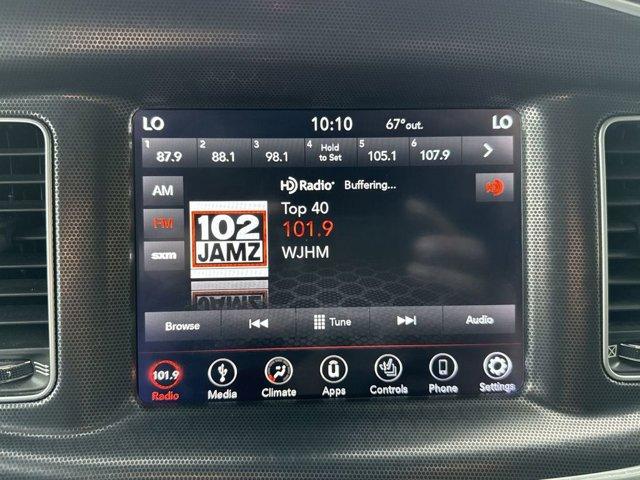 LO 10:10 67°out. LO
1 87.9 2 88.1 3 98.1 4 Hold to Set 5 105.1 6 107.9
HD Radio Buffering...
AM
FM
sxm
102
JAMZ
Top 40
101.9
WJHM
Browse Tune Audio
101.9
Radio Media Climate Apps Controls Phone Settings